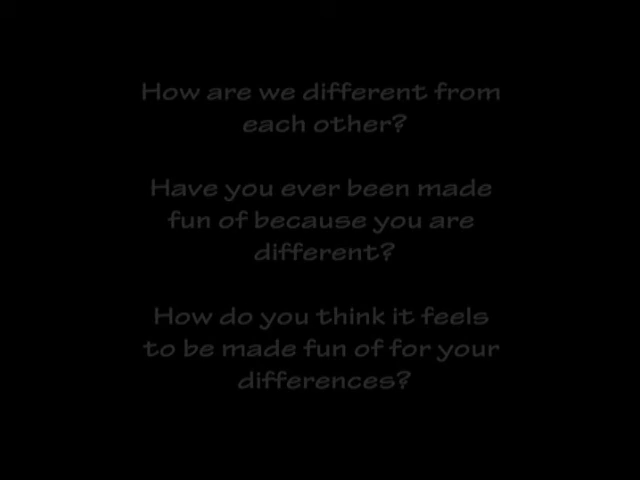 How are we different from
each other?
Have you ever been made
fun of because you are
different?
How do you think it feels
to be made fun of for your
differences?